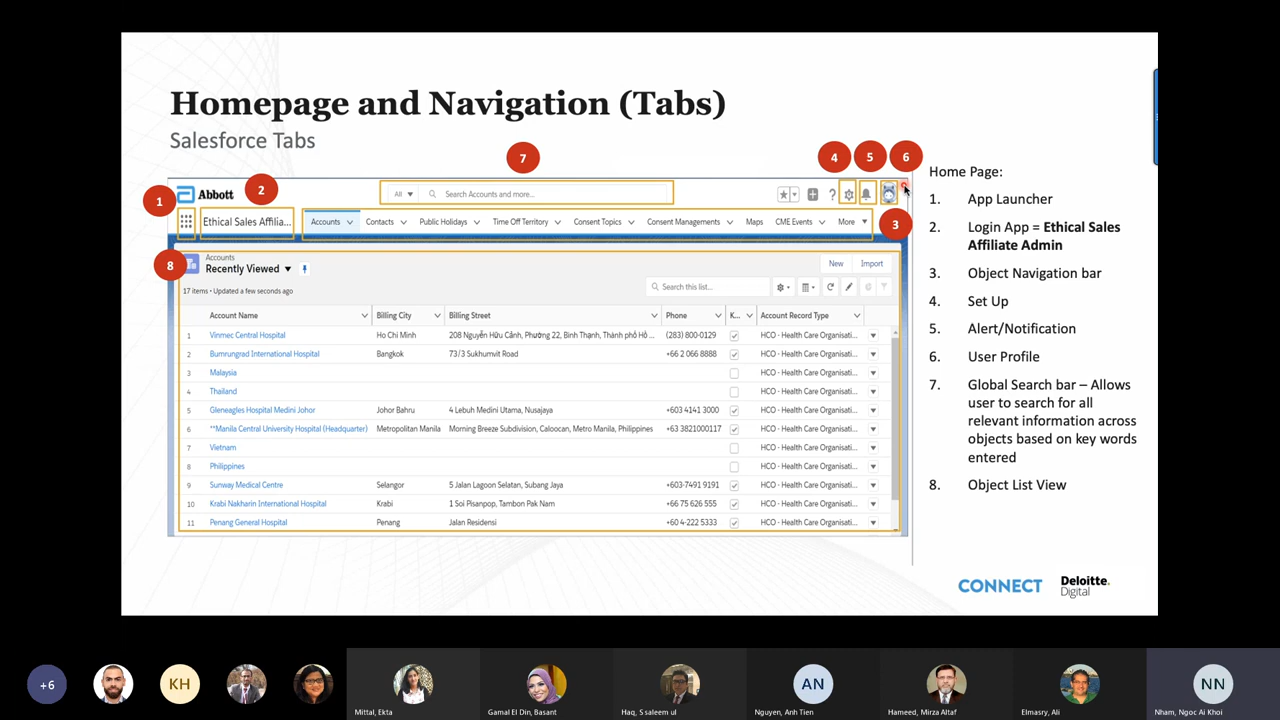 Homepage and Navigation (Tabs)
Salesforce Tabs
7
4
5
6
1
2
3
8
Abbott
All
Search Accounts and more...
Ethical Sales Affilia...
Accounts
Contacts
Public Holidays
Time Off Territory
Consent Topics
Consent Managements
Maps
CME Events
More
Accounts
Recently Viewed
New
Import
17 items • Updated a few seconds ago
Search this list...
Account Name
Billing City
Billing Street
Phone
K...
Account Record Type
1 Vinmec Central Hospital Ho Chi Minh 208 Nguyễn Hữu Cảnh, Phường 22, Bình Thạnh, Thành phố Hồ ... (283) 800-0129 HCO - Health Care Organisati...
2 Bumrungrad International Hospital Bangkok 73/3 Sukhumvit Road +66 2 066 8888 HCO - Health Care Organisati...
3 Malaysia HCO - Health Care Organisati...
4 Thailand HCO - Health Care Organisati...
5 Gleneagles Hospital Medini Johor Johor Bahru 4 Lebuh Medini Utama, Nusajaya +603 4141 3000 HCO - Health Care Organisati...
6 **Manila Central University Hospital (Headquarter) Metropolitan Manila Morning Breeze Subdivision, Caloocan, Metro Manila, Philippines +63 3821000117 HCO - Health Care Organisati...
7 Vietnam HCO - Health Care Organisati...
8 Philippines HCO - Health Care Organisati...
9 Sunway Medical Centre Selangor 5 Jalan Lagoon Selatan, Subang Jaya +603-7491 9191 HCO - Health Care Organisati...
10 Krabi Nakharin International Hospital Krabi 1 Soi Pisanpop, Tambon Pak Nam +66 75 626 555 HCO - Health Care Organisati...
11 Penang General Hospital Penang Jalan Residensi +60 4-222 5333 HCO - Health Care Organisati...
Home Page:
1. App Launcher
2. Login App = Ethical Sales
Affiliate Admin
3. Object Navigation bar
4. Set Up
5. Alert/Notification
6. User Profile
7. Global Search bar – Allows
user to search for all
relevant information across
objects based on key words
entered
8. Object List View
CONNECT
Deloitte.
Digital
+6
KH
Mittal, Ekta
Gamal El Din, Basant
Haq, S saleem ul
AN
Nguyen, Anh Tien
Hameed, Mirza Altaf
Elmasry, Ali
NN
Nham, Ngoc Ai Khoi